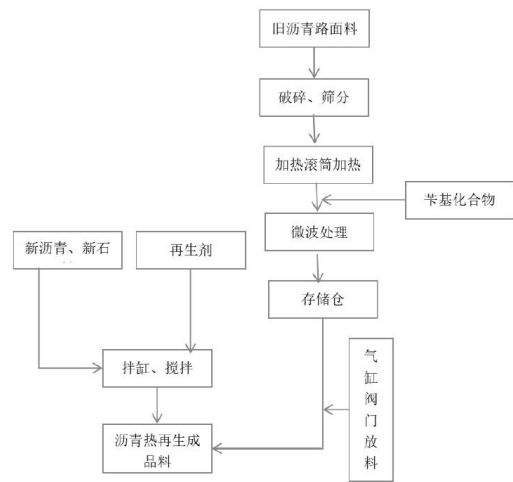 旧沥青路面料
破碎、筛分
加热滚筒加热
苄基化合物
微波处理
新沥青、新石
再生剂
存储仓
拌缸、搅拌
气
缸
阀
门
放
料
沥青热再生成
品料